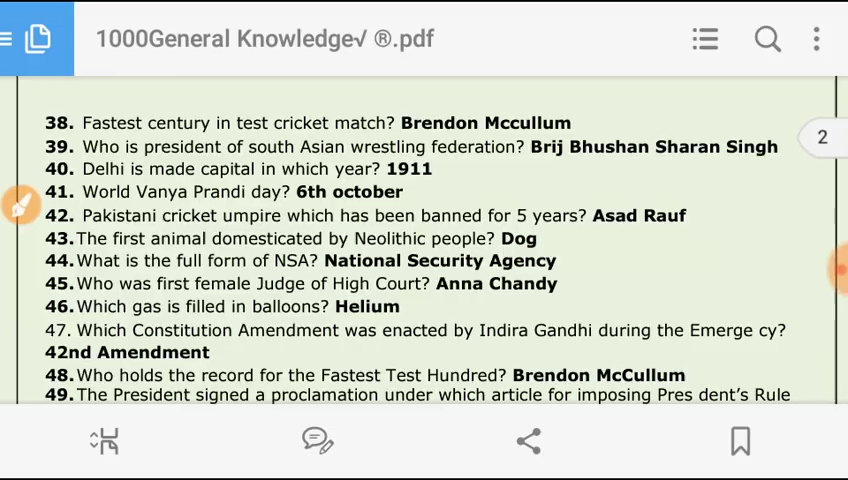 1000General Knowledge√ ®.pdf
2
38. Fastest century in test cricket match? Brendon Mccullum
39. Who is president of south Asian wrestling federation? Brij Bhushan Sharan Singh
40. Delhi is made capital in which year? 1911
41. World Vanya Prandi day? 6th october
42. Pakistani cricket umpire which has been banned for 5 years? Asad Rauf
43. The first animal domesticated by Neolithic people? Dog
44. What is the full form of NSA? National Security Agency
45. Who was first female Judge of High Court? Anna Chandy
46. Which gas is filled in balloons? Helium
47. Which Constitution Amendment was enacted by Indira Gandhi during the Emerge cy?
42nd Amendment
48. Who holds the record for the Fastest Test Hundred? Brendon McCullum
49. The President signed a proclamation under which article for imposing Pres dent's Rule